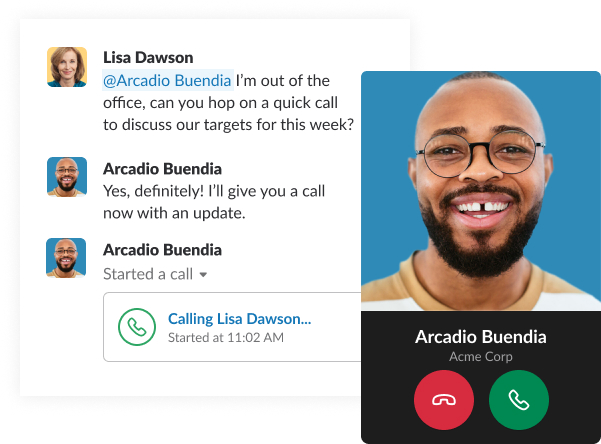 Lisa Dawson
@Arcadio Buendia I’m out of the
office, can you hop on a quick call
to discuss our targets for this week?
Arcadio Buendia
Yes, definitely! I’ll give you a call
now with an update.
Arcadio Buendia
Started a call
Calling Lisa Dawson...
Started at 11:02 AM
Arcadio Buendia
Acme Corp